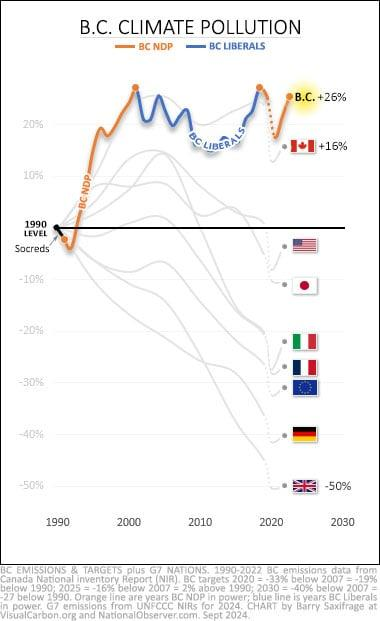 B.C. CLIMATE POLLUTION
BC NDP BC LIBERALS
20%
10%
1990
LEVEL
Socreds
-10%
-20%
-30%
-40%
-50%
BC NDP
BC LIBERALS
B.C. +26%
+16%
-50%
1990 2000 2010 2020 2030
BC EMISSIONS & TARGETS plus G7 NATIONS. 1990-2022 BC emissions data from
Canada National inventory Report (NIR). BC targets 2020 = -33% below 2007 = -19%
below 1990; 2025 = -16% below 2007 = 2% above 1990; 2030 = -40% below 2007 =
-27 below 1990. Orange line are years BC NDP in power; blue line is years BC Liberals
in power. G7 emissions from UNFCCC NIRs for 2024. CHART by Barry Saxifrage at
VisualCarbon.org and NationalObserver.com. Sept 2024.